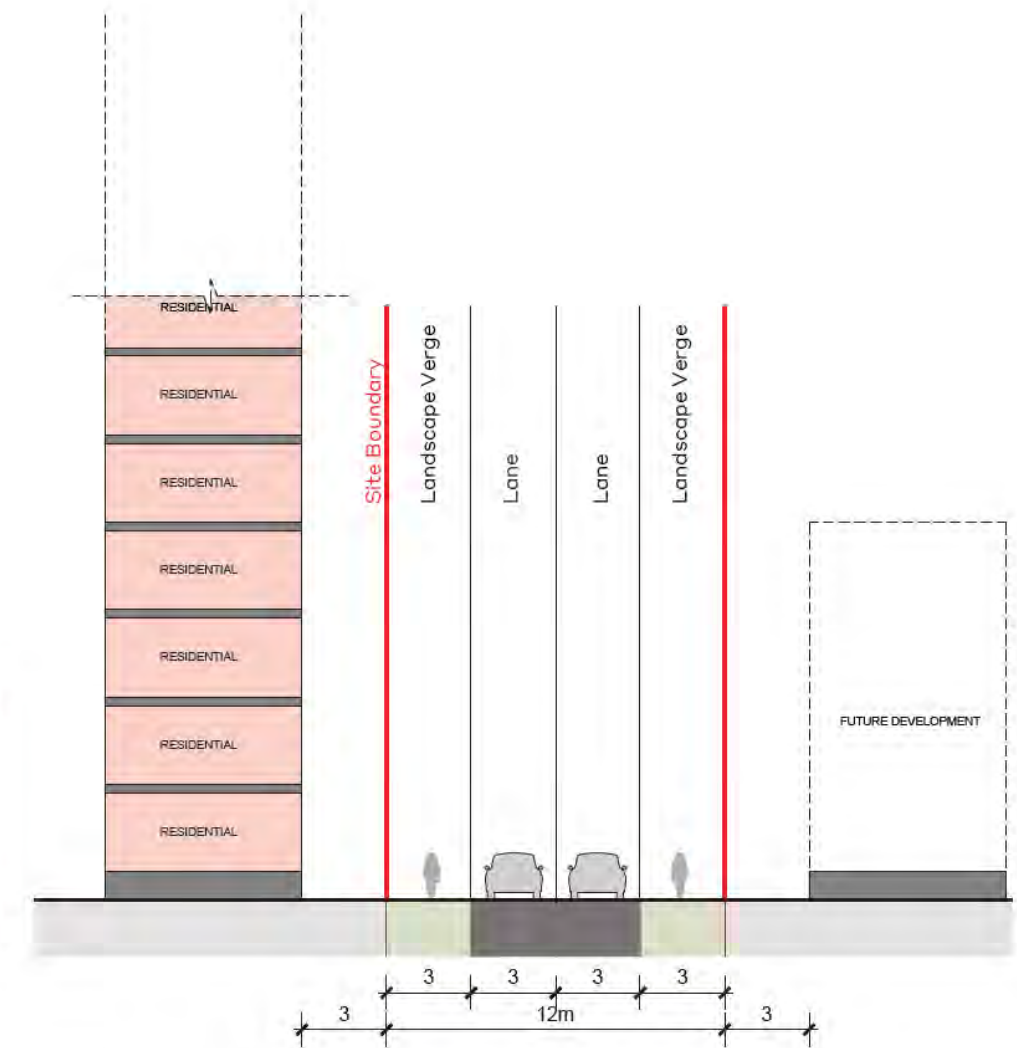 RESIDENTIAL
RESIDENTIAL
RESIDENTIAL
RESIDENTIAL
RESIDENTIAL
RESIDENTIAL
RESIDENTIAL
Site Boundary
Landscape Verge
Lane
Lane
Landscape Verge
FUTURE DEVELOPMENT
3 3 3 3
3 12m 3